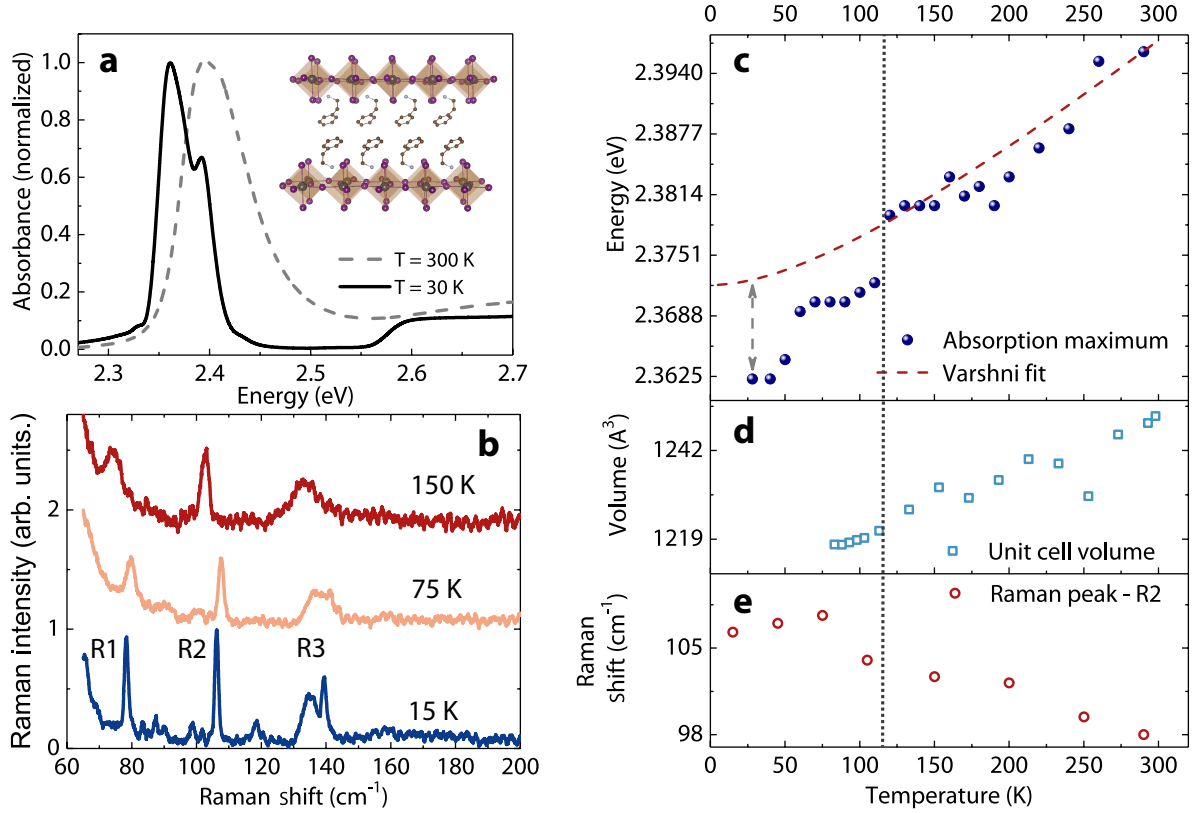 a
Absorbance (normalized)
1.0
0.8
0.6
0.4
0.2
0.0
T = 300 K
T = 30 K
2.3 2.4 2.5 2.6 2.7
Energy (eV)
b
Raman intensity (arb. units.)
2
1
0
150 K
75 K
R1 R2 R3
15 K
60 80 100 120 140 160 180 200
Raman shift (cm⁻¹)
0 50 100 150 200 250 300
c
Energy (eV)
2.3940
2.3877
2.3814
2.3751
2.3688
2.3625
Absorption maximum
Varshni fit
d
Volume (A³)
1242
1219
Unit cell volume
e
Raman
shift (cm⁻¹)
105
98
Raman peak - R2
0 50 100 150 200 250 300
Temperature (K)